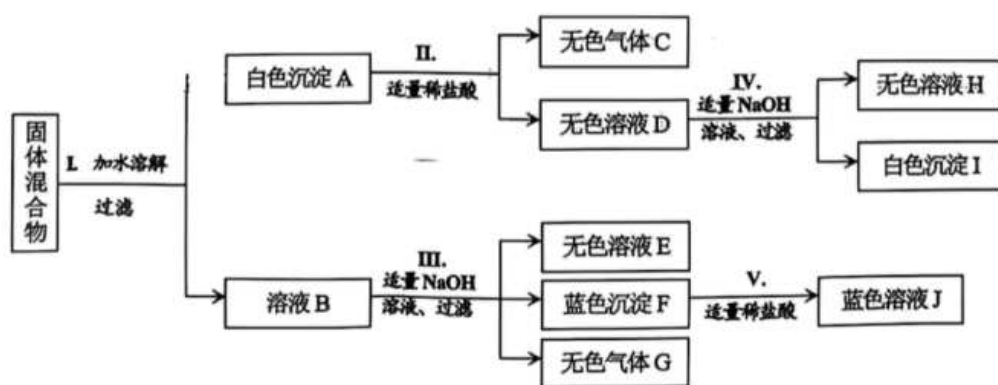 固体混合物
I. 加水溶解
过滤
白色沉淀A
II.
适量稀盐酸
无色气体C
无色溶液D
IV.
适量NaOH
溶液、过滤
无色溶液H
白色沉淀I
溶液B
III.
适量NaOH
溶液、过滤
无色溶液E
蓝色沉淀F
无色气体G
V.
适量稀盐酸
蓝色溶液J